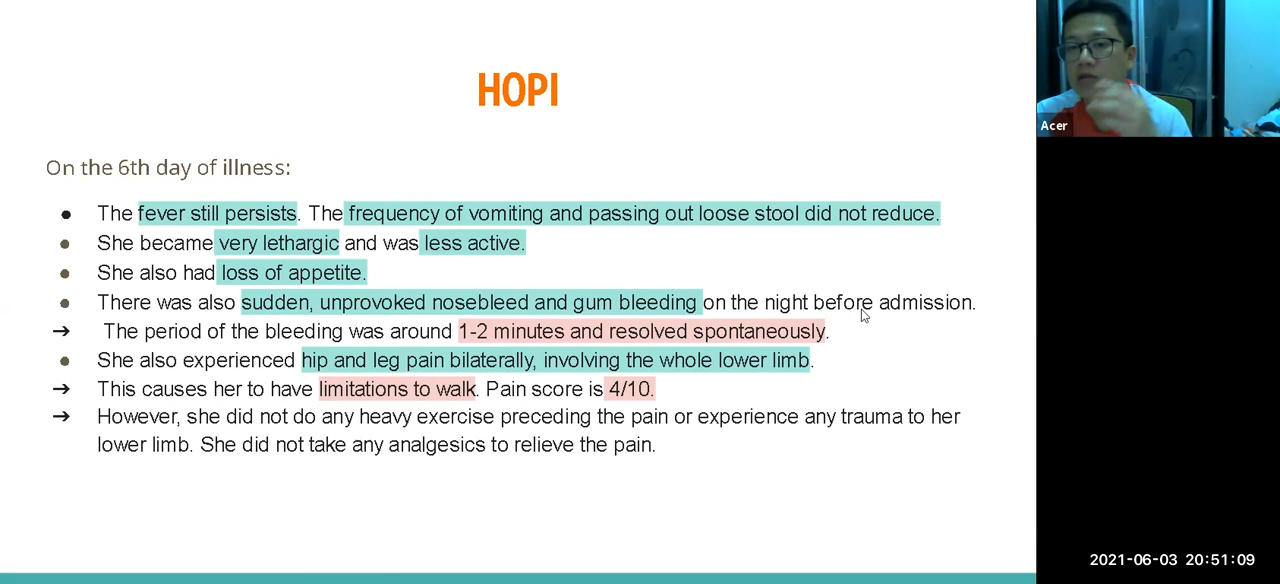 HOPI
Acer
On the 6th day of illness:
● The fever still persists. The frequency of vomiting and passing out loose stool did not reduce.
● She became very lethargic and was less active.
● She also had loss of appetite.
● There was also sudden, unprovoked nosebleed and gum bleeding on the night before admission.
➔ The period of the bleeding was around 1-2 minutes and resolved spontaneously.
● She also experienced hip and leg pain bilaterally, involving the whole lower limb.
➔ This causes her to have limitations to walk. Pain score is 4/10.
➔ However, she did not do any heavy exercise preceding the pain or experience any trauma to her
lower limb. She did not take any analgesics to relieve the pain.
2021-06-03 20:51:09